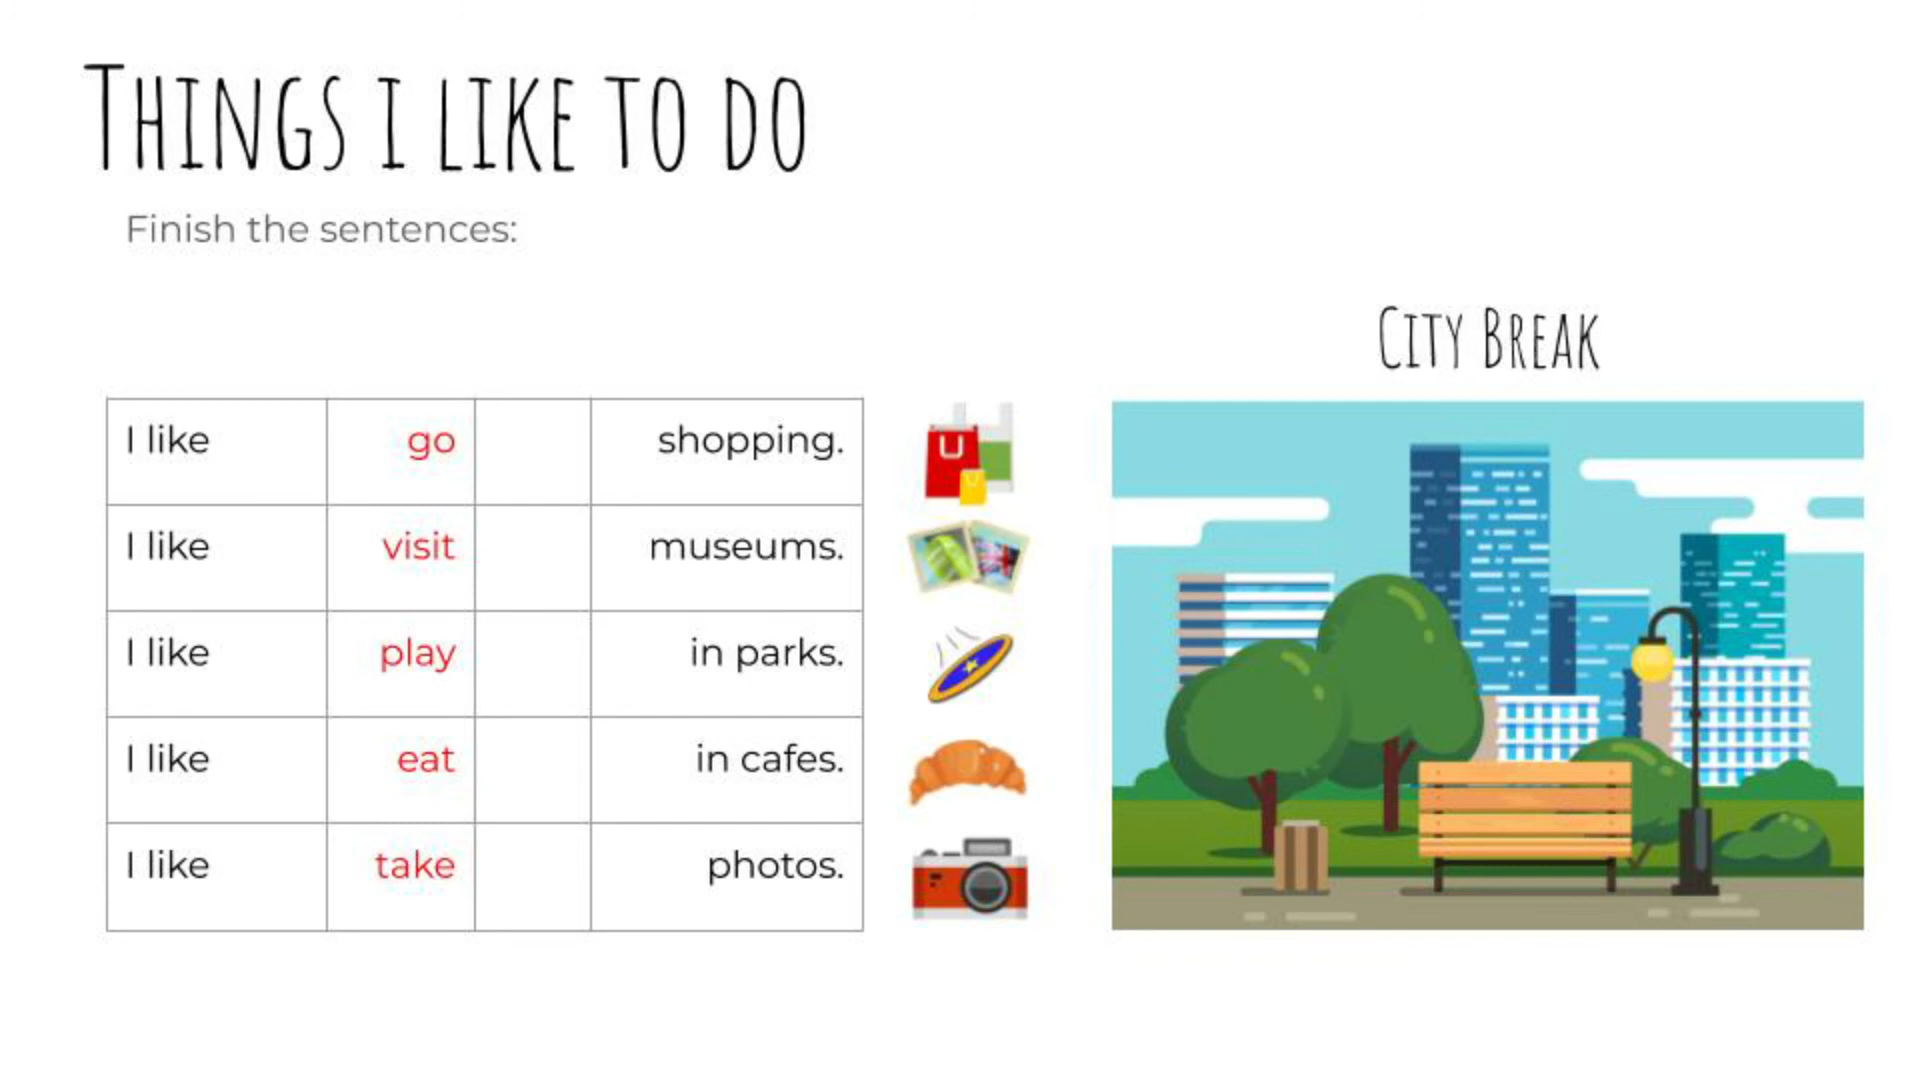 THINGS I LIKE TO DO
Finish the sentences:
CITY BREAK
I like go shopping.
I like visit museums.
I like play in parks.
I like eat in cafes.
I like take photos.